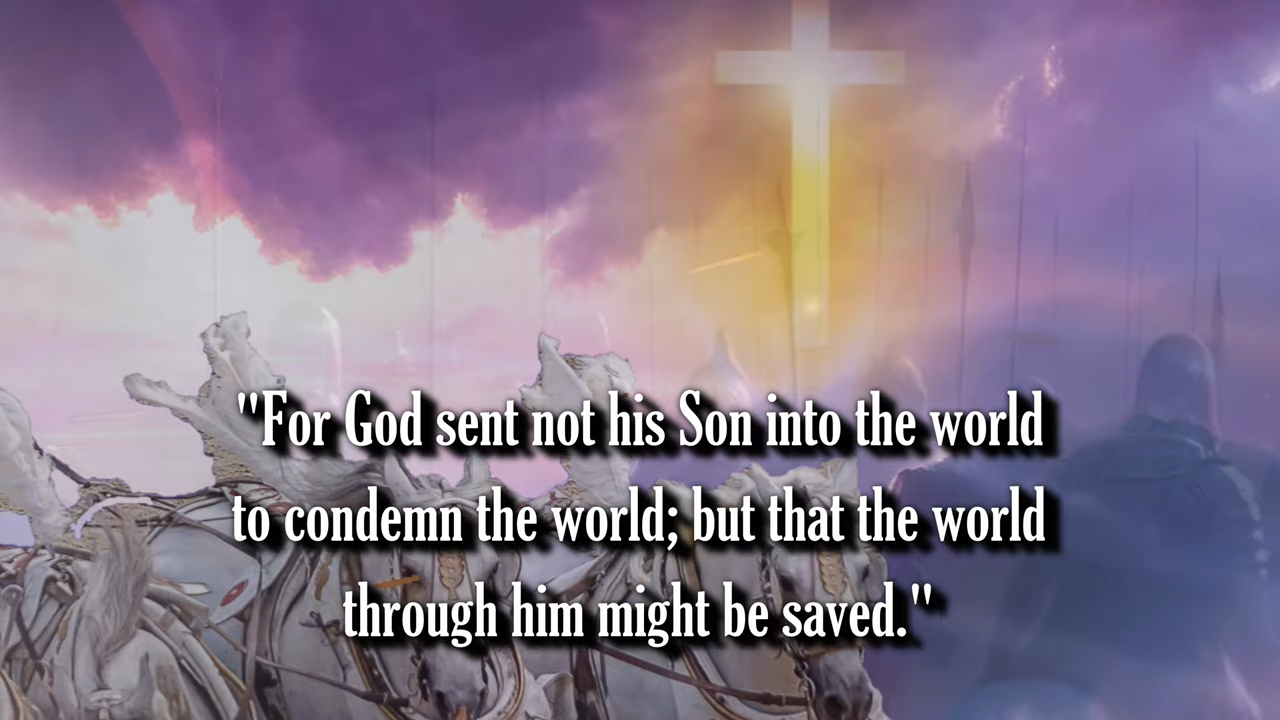 "For God sent not his Son into the world
to condemn the world; but that the world
through him might be saved."